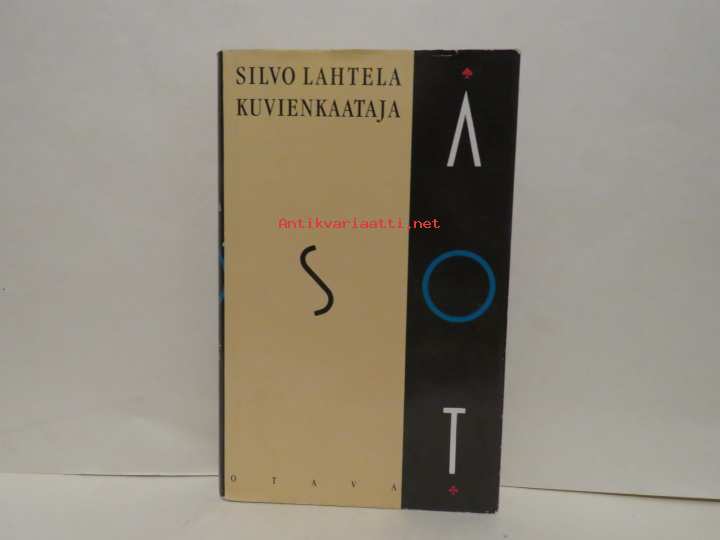 SILVO LAHTELA
KUVIENKAATAJA
Λ
Antikvariaatti.net
S
O
T
OTAVA